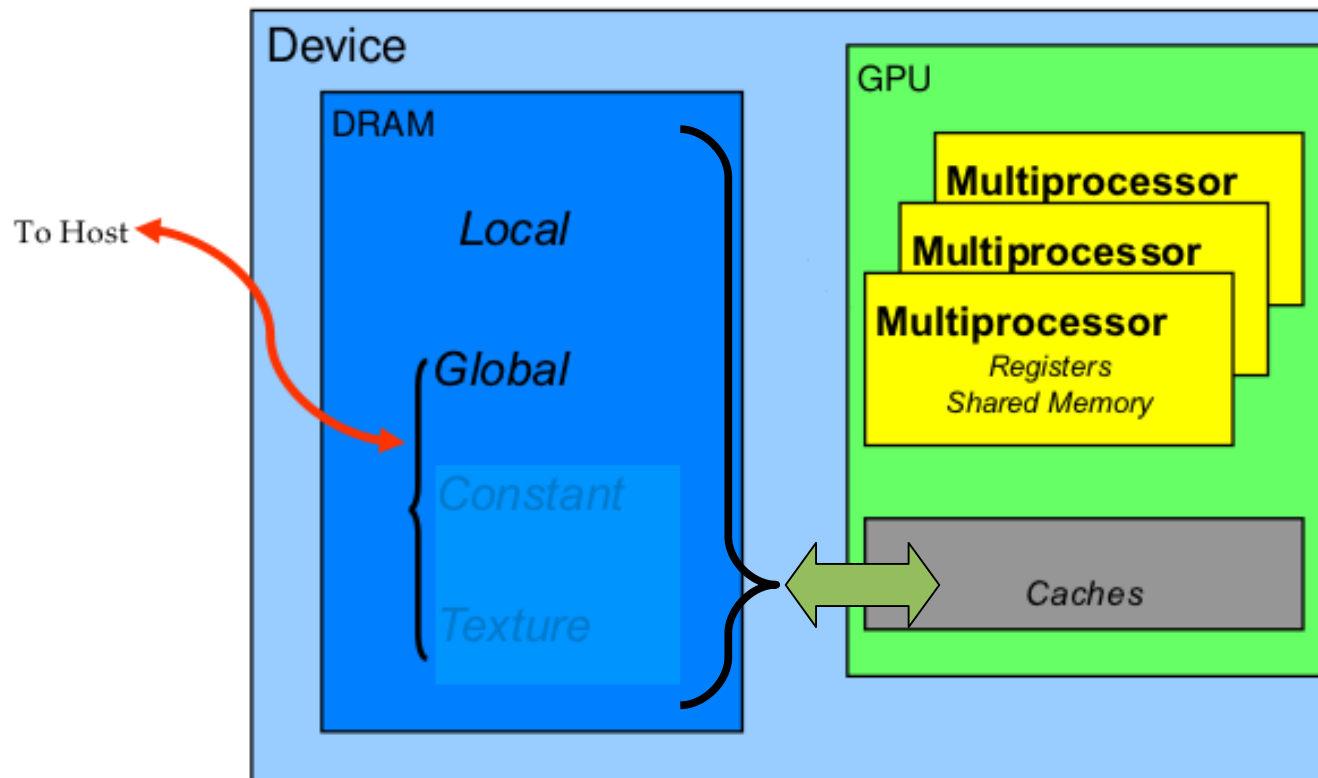 Device
DRAM
Local
Global
Constant
Texture
To Host
GPU
Multiprocessor
Multiprocessor
Multiprocessor
Registers
Shared Memory
Caches